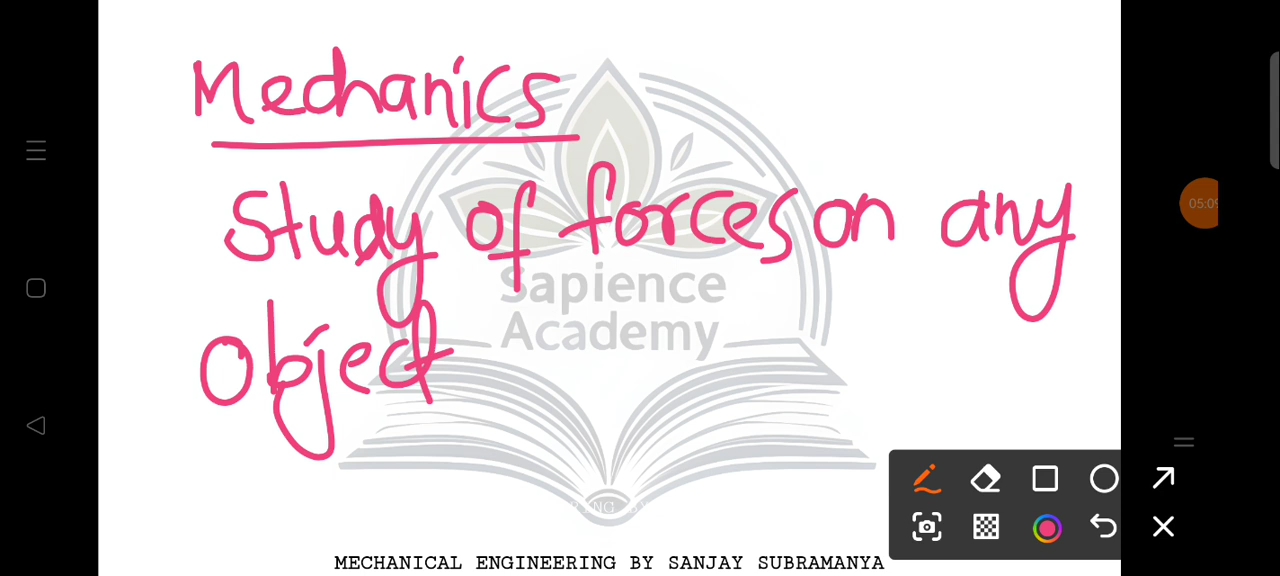 Mechanics
Study of forces on any
Object
Sapience
Academy
05:09
MECHANICAL ENGINEERING BY SANJAY SUBRAMANYA